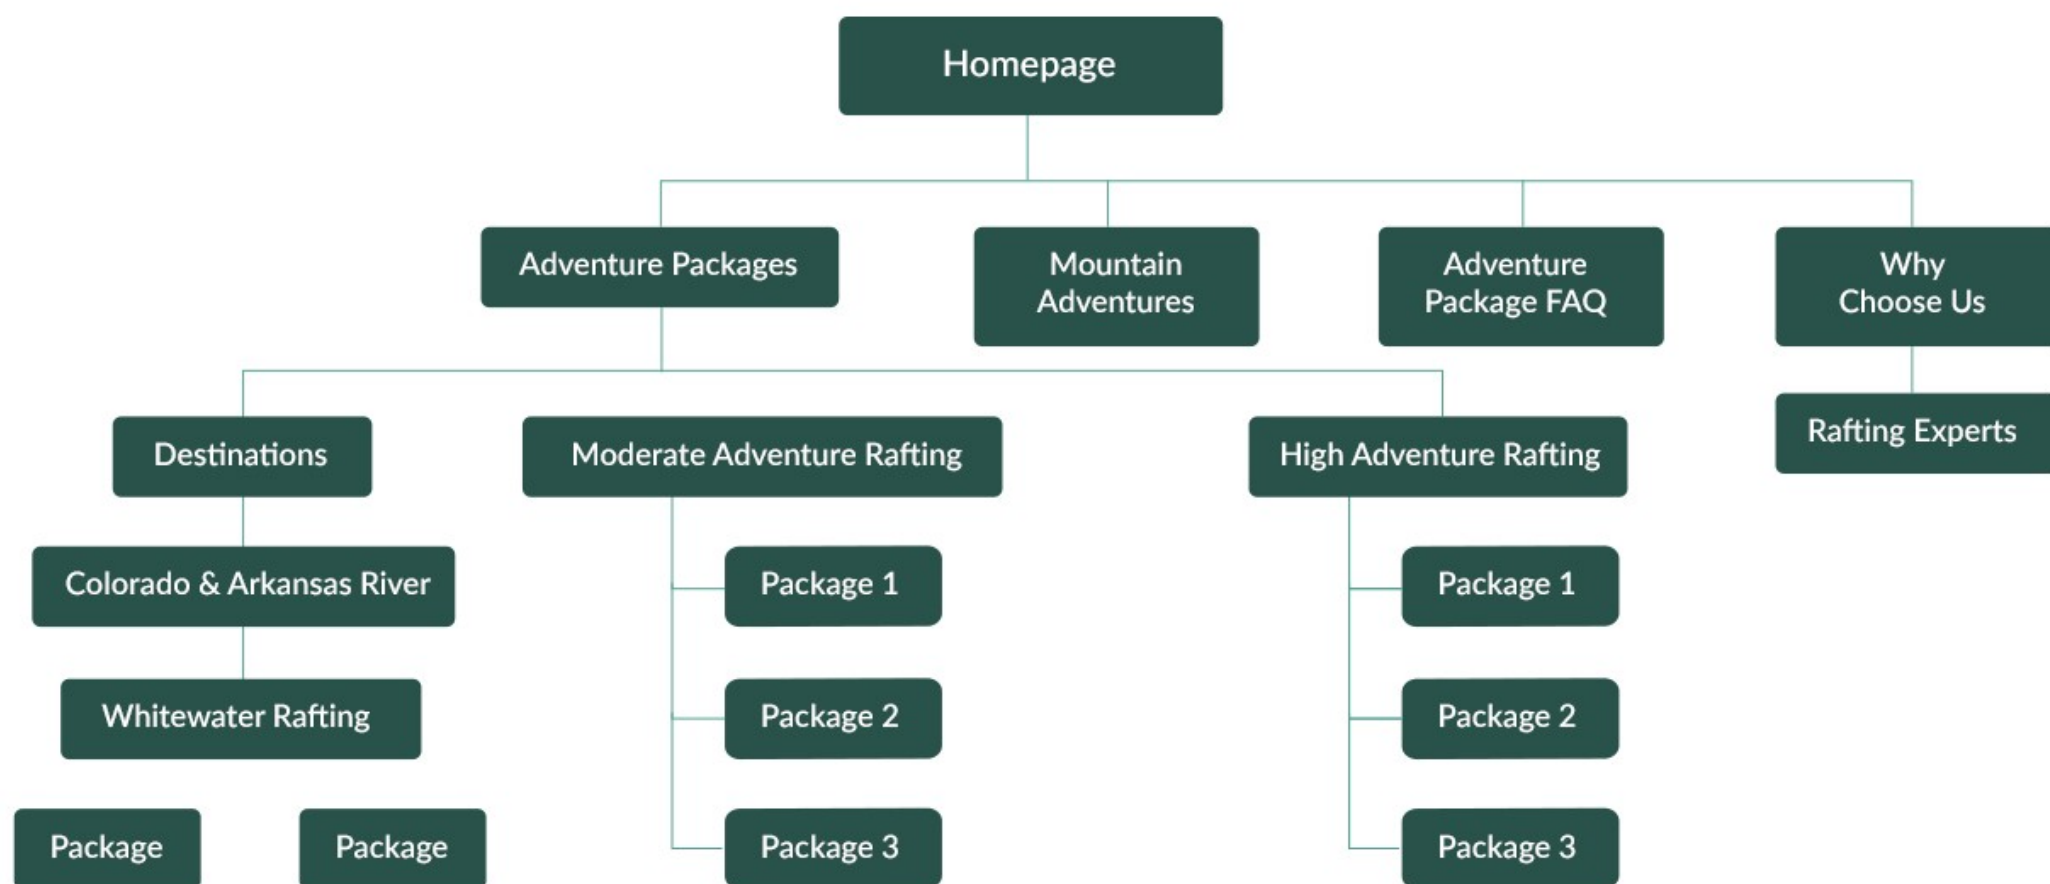 Homepage
Adventure Packages
Mountain
Adventures
Adventure
Package FAQ
Why
Choose Us
Destinations
Moderate Adventure Rafting
High Adventure Rafting
Rafting Experts
Colorado & Arkansas River
Package 1
Package 1
Whitewater Rafting
Package 2
Package 2
Package
Package
Package 3
Package 3